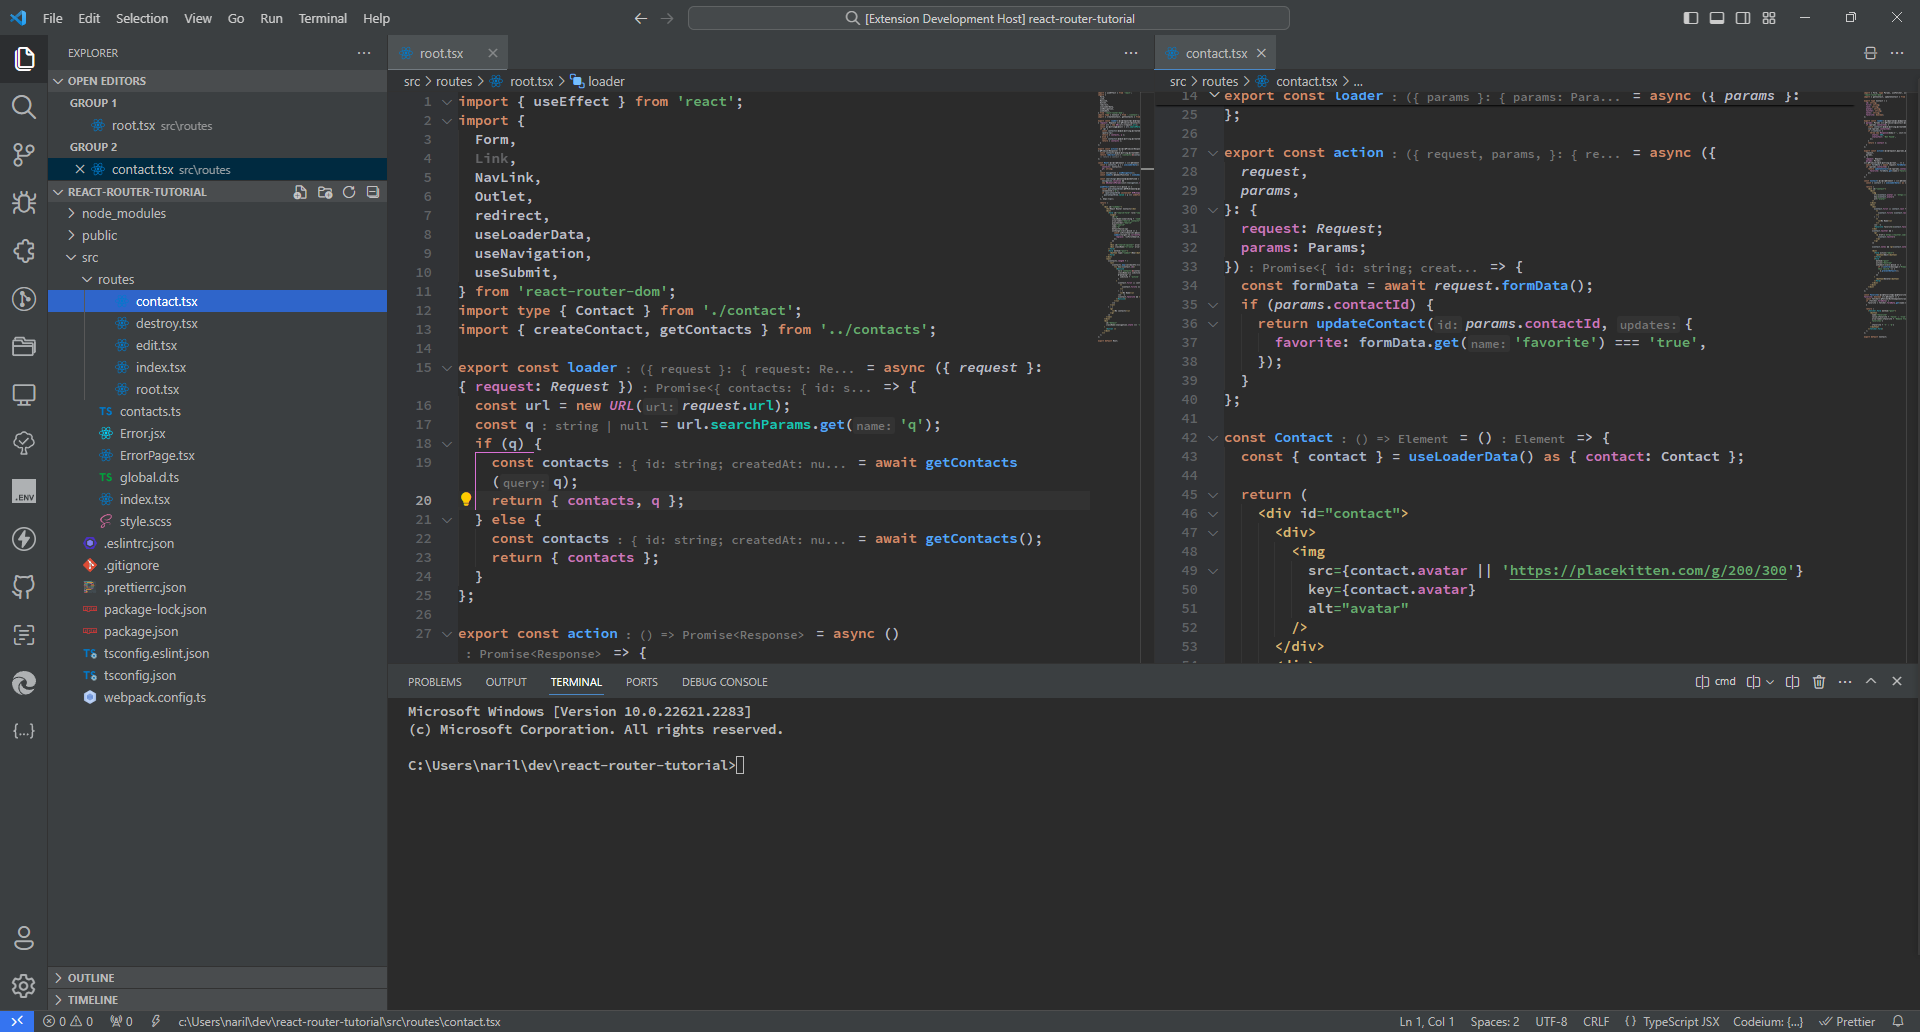 File Edit Selection View Go Run Terminal Help
[Extension Development Host] react-router-tutorial
EXPLORER
OPEN EDITORS
GROUP 1
root.tsx src\routes
GROUP 2
contact.tsx src\routes
REACT-ROUTER-TUTORIAL
node_modules
public
src
routes
contact.tsx
destroy.tsx
edit.tsx
index.tsx
root.tsx
TS contacts.ts
Error.jsx
ErrorPage.tsx
TS global.d.ts
index.tsx
style.scss
.eslintrc.json
.gitignore
.prettierrc.json
package-lock.json
package.json
TS tsconfig.eslint.json
TS tsconfig.json
webpack.config.ts
OUTLINE
TIMELINE
.ENV
{...}
root.tsx
src > routes > root.tsx > loader
1 import { useEffect } from 'react';
2 import {
3 Form,
4 Link,
5 NavLink,
6 Outlet,
7 redirect,
8 useLoaderData,
9 useNavigation,
10 useSubmit,
11 } from 'react-router-dom';
12 import type { Contact } from './contact';
13 import { createContact, getContacts } from '../contacts';
14
15 export const loader : ({ request }: { request: Re... = async ({ request }:
{ request: Request }) : Promise<{ contacts: { id: s... => {
16 const url = new URL(url: request.url);
17 const q : string | null = url.searchParams.get(name: 'q');
18 if (q) {
19 const contacts : { id: string; createdAt: nu... = await getContacts
(query: q);
20 return { contacts, q };
21 } else {
22 const contacts : { id: string; createdAt: nu... = await getContacts();
23 return { contacts };
24 }
25 };
26
27 export const action : () => Promise<Response> = async ()
: Promise<Response> => {
contact.tsx
src > routes > contact.tsx > ...
14 export const loader : ({ params }: { params: Para... = async ({ params }:
25 };
26
27 export const action : ({ request, params, }: { re... = async ({
28 request,
29 params,
30 }: {
31 request: Request;
32 params: Params;
33 }) : Promise<{ id: string; creat... => {
34 const formData = await request.formData();
35 if (params.contactId) {
36 return updateContact(id: params.contactId, updates: {
37 favorite: formData.get(name: 'favorite') === 'true',
38 });
39 }
40 };
41
42 const Contact : () => Element = () : Element => {
43 const { contact } = useLoaderData() as { contact: Contact };
44
45 return (
46 <div id="contact">
47 <div>
48 <img
49 src={contact.avatar || 'https://placekitten.com/g/200/300'}
50 key={contact.avatar}
51 alt="avatar"
52 />
53 </div>
PROBLEMS OUTPUT TERMINAL PORTS DEBUG CONSOLE
cmd
Microsoft Windows [Version 10.0.22621.2283]
(c) Microsoft Corporation. All rights reserved.
C:\Users\naril\dev\react-router-tutorial>
0 0 0 c:\Users\naril\dev\react-router-tutorial\src\routes\contact.tsx
Ln 1, Col 1 Spaces: 2 UTF-8 CRLF {} TypeScript JSX Codeium: {...} Prettier